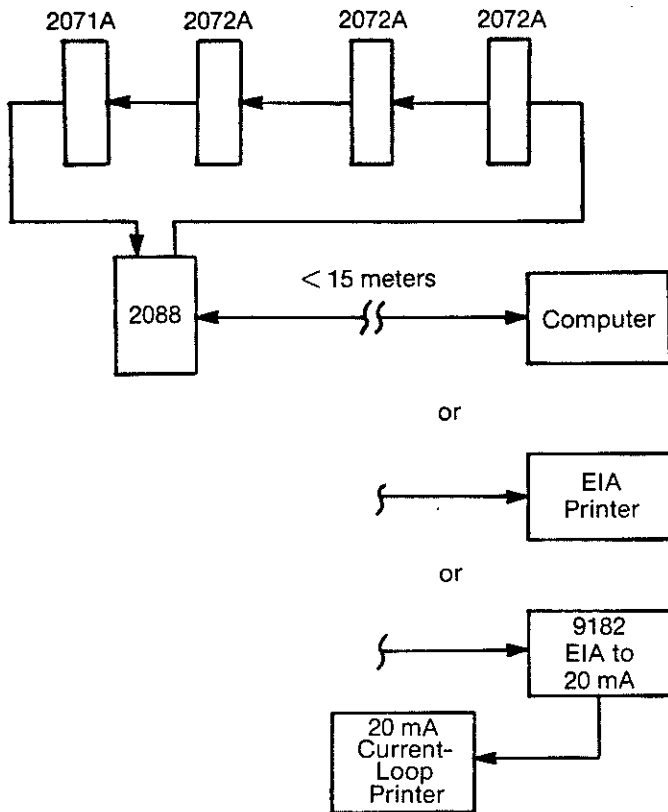 2071A 2072A 2072A 2072A
< 15 meters
2088
Computer
or
EIA
Printer
or
9182
EIA to
20 mA
20 mA
Current-
Loop
Printer